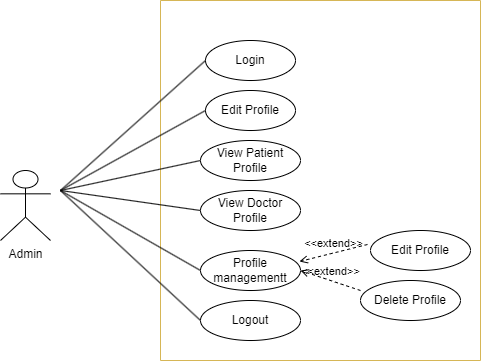 Login
Edit Profile
View Patient
Profile
View Doctor
Profile
Admin
Profile
managementt
<<extend>>
Edit Profile
<<extend>>
Delete Profile
Logout